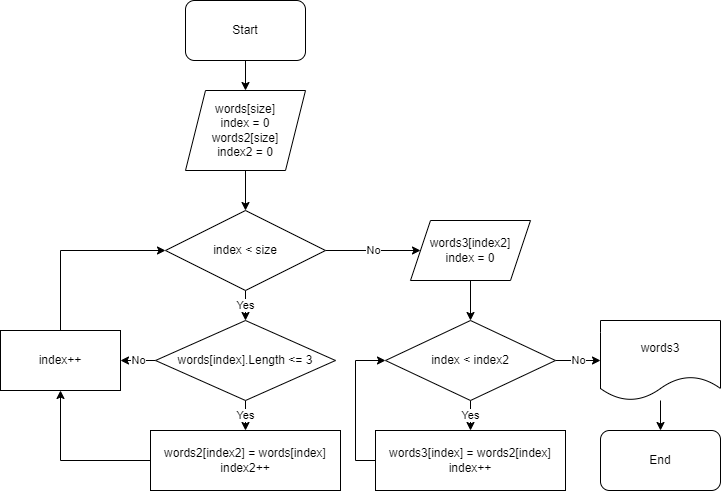 Start
words[size]
index = 0
words2[size]
index2 = 0
index < size
No
words3[index2]
index = 0
Yes
index++
No
words[index].Length <= 3
index < index2
No
words3
Yes
Yes
words2[index2] = words[index]
index2++
words3[index] = words2[index]
index++
End